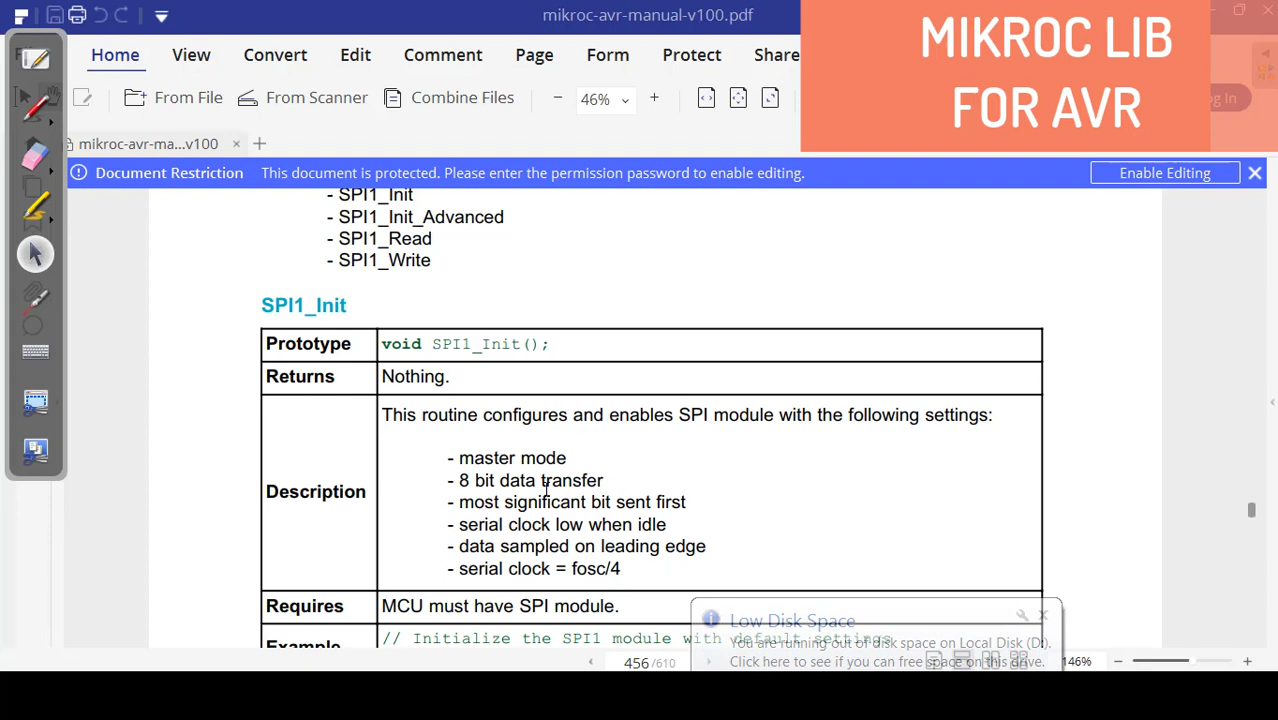 mikroc-avr-manual-v100.pdf
MIKROC LIB
FOR AVR
Home View Convert Edit Comment Page Form Protect Share
From File From Scanner Combine Files 46%
mikroc-avr-ma...v100
Document Restriction This document is protected. Please enter the permission password to enable editing. Enable Editing
- SPI1_Init
- SPI1_Init_Advanced
- SPI1_Read
- SPI1_Write
SPI1_Init
Prototype void SPI1_Init();
Returns Nothing.
This routine configures and enables SPI module with the following settings:
- master mode
- 8 bit data transfer
Description
- most significant bit sent first
- serial clock low when idle
- data sampled on leading edge
- serial clock = fosc/4
Requires MCU must have SPI module.
Low Disk Space
Example // Initialize the SPI1 module with default settings
You are running out of disk space on Local Disk (D:).
Click here to see if you can free space on this drive.
456 /610 146%